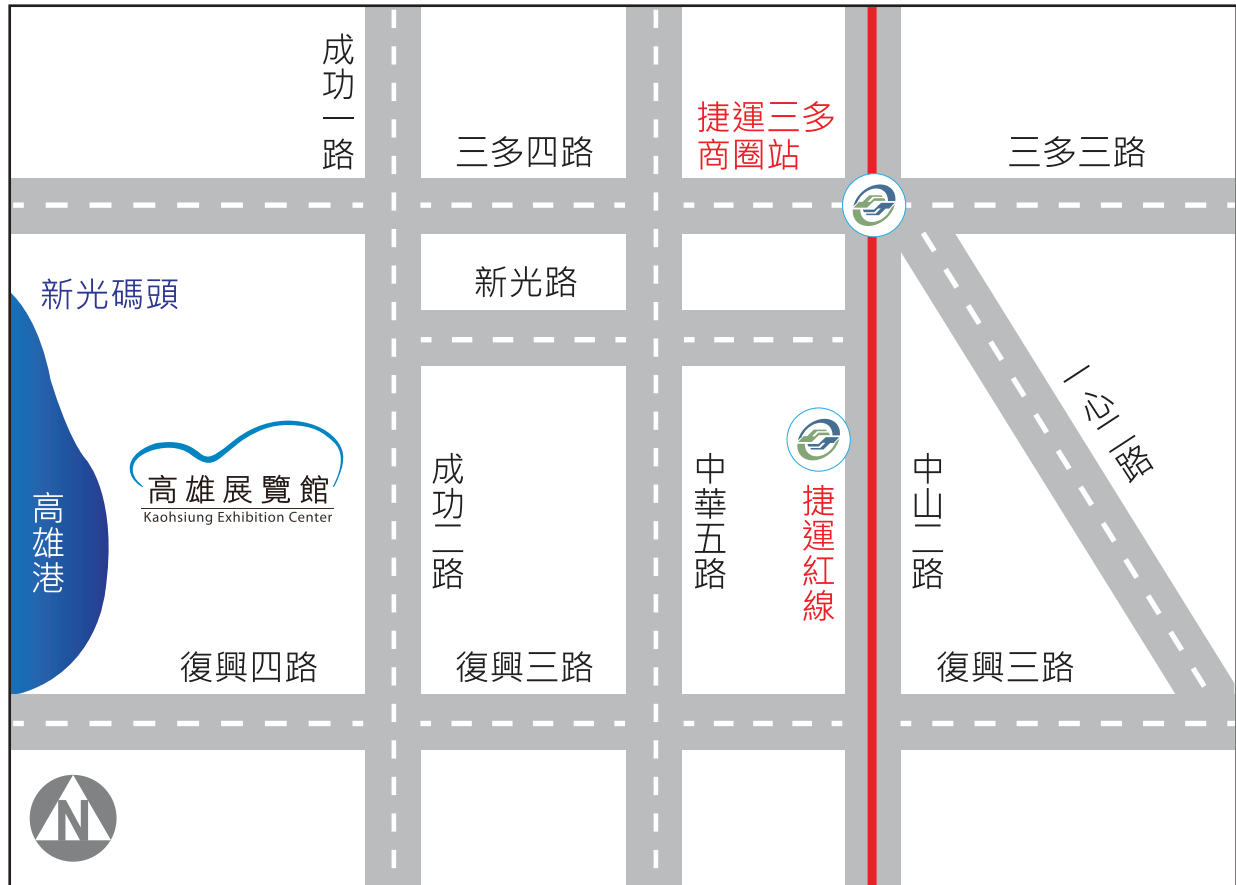 成功一路
三多四路
捷運三多
商圈站
三多三路
新光碼頭
新光路
一心二路
高雄展覽館
Kaohsiung Exhibition Center
高雄港
成功二路
中華五路
捷運紅線
中山二路
復興四路
復興三路
復興三路
N